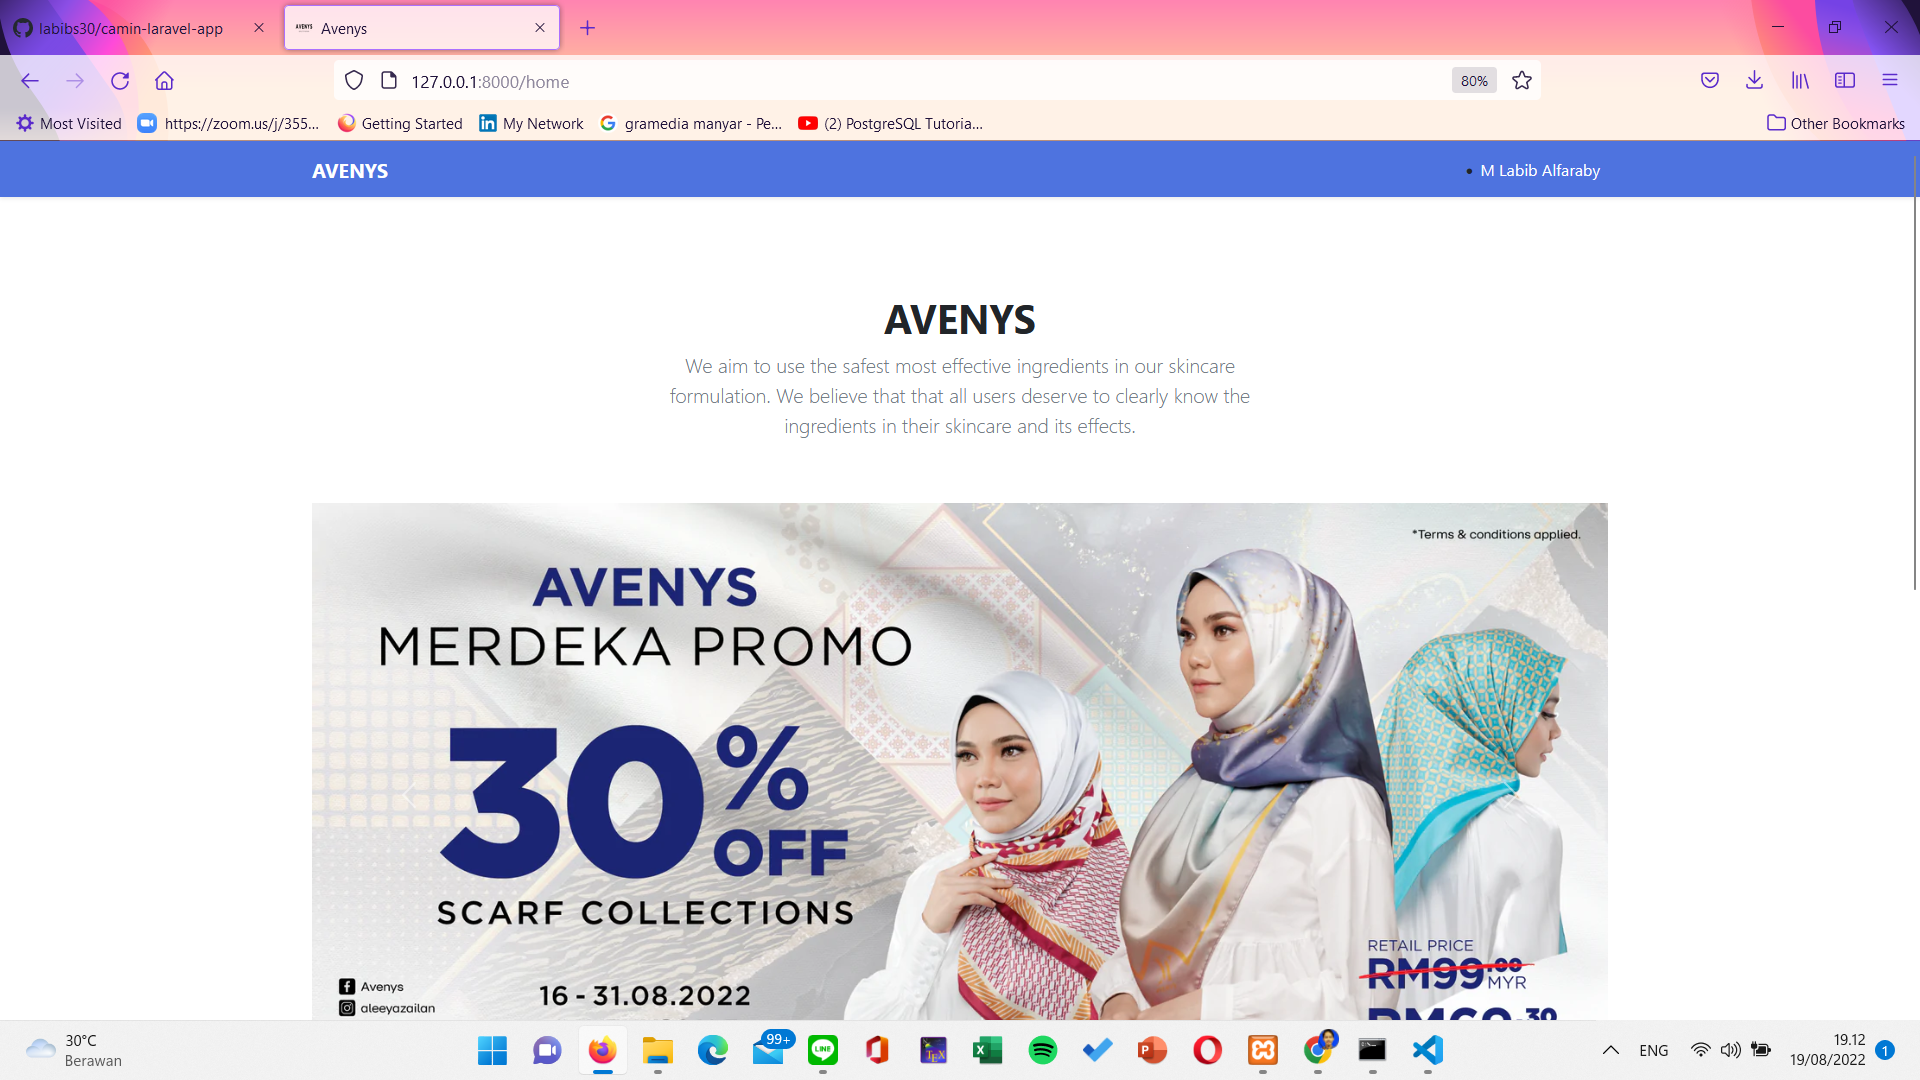 labibs30/camin-laravel-app
AVENYS Avenys
127.0.0.1:8000/home
80%
Most Visited
https://zoom.us/j/355...
Getting Started
My Network
gramedia manyar - Pe...
(2) PostgreSQL Tutoria...
Other Bookmarks
AVENYS
M Labib Alfaraby
AVENYS
We aim to use the safest most effective ingredients in our skincare
formulation. We believe that that all users deserve to clearly know the
ingredients in their skincare and its effects.
*Terms & conditions applied.
AVENYS
MERDEKA PROMO
30%
OFF
SCARF COLLECTIONS
RETAIL PRICE
RM99.00
MYR
Avenys
16 - 31.08.2022
aleeyazailan
30°C
Berawan
99+
LINE
TEX
ENG
19.12
19/08/2022
1